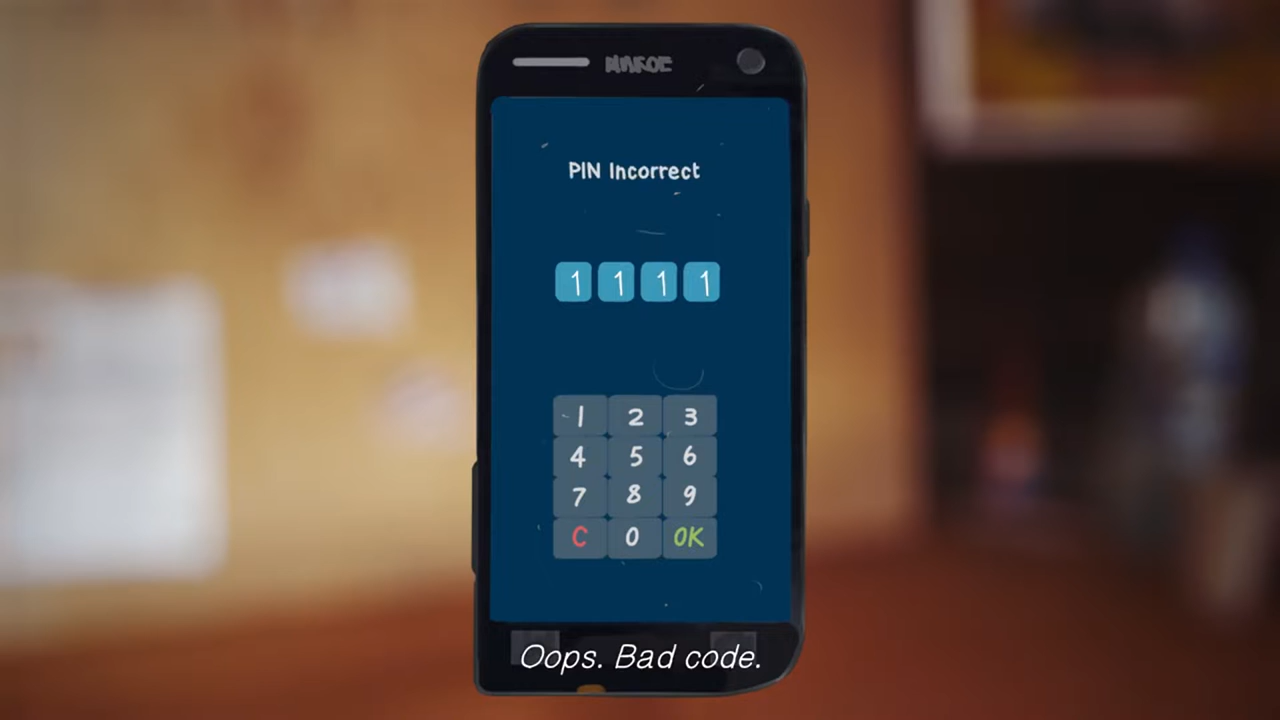 PIN Incorrect
1 1 1 1
1 2 3
4 5 6
7 8 9
C 0 OK
Oops. Bad code.